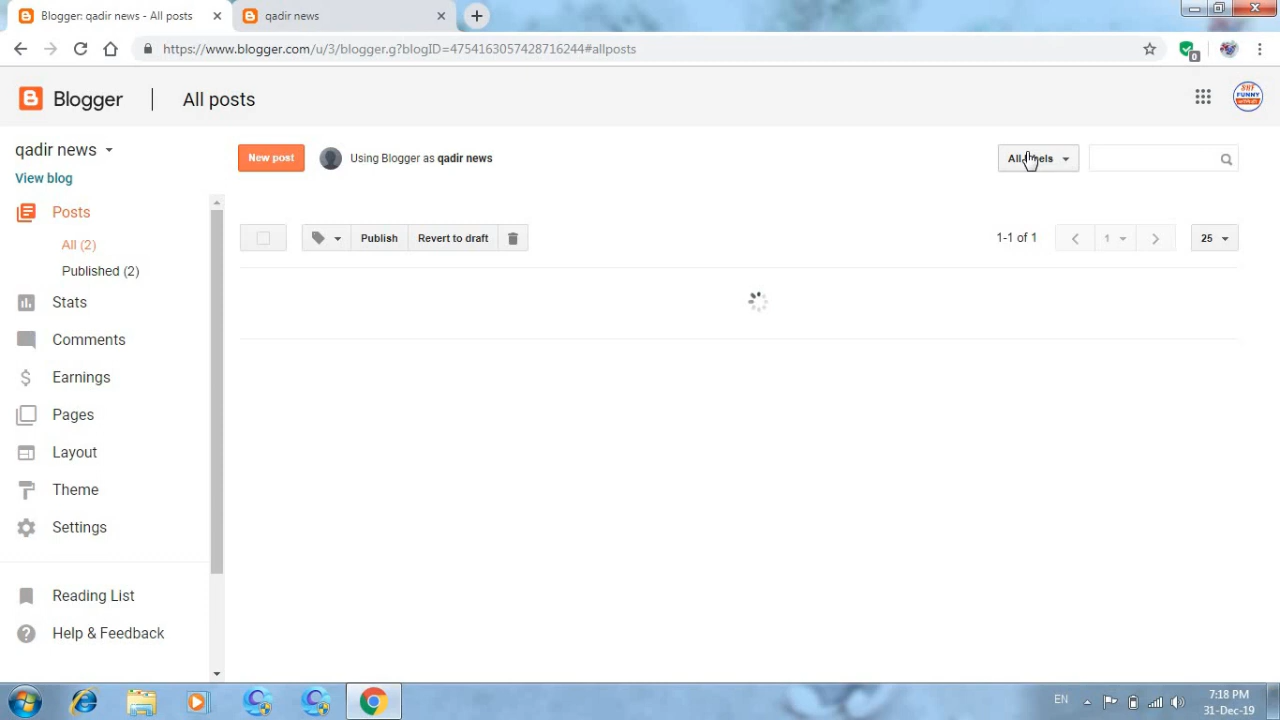 Blogger: qadir news - All posts
qadir news
https://www.blogger.com/u/3/blogger.g?blogID=4754163057428716244#allposts
0
Blogger
All posts
SHT FUNNY
qadir news
View blog
New post
Using Blogger as qadir news
Posts
All (2)
Published (2)
Publish
Revert to draft
1-1 of 1
1
25
Stats
Comments
Earnings
Pages
Layout
Theme
Settings
Reading List
Help & Feedback
EN
7:18 PM
31-Dec-19